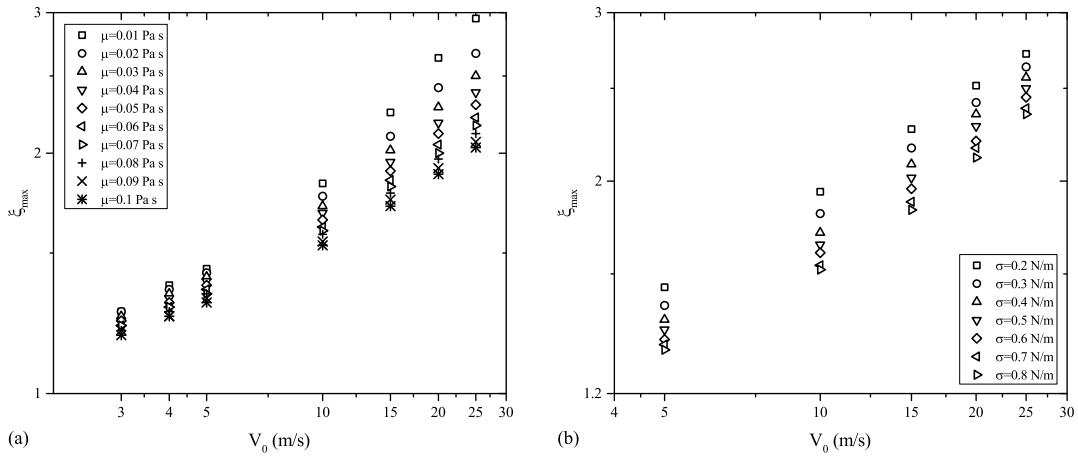 3
2
1
ξmax
μ=0.01 Pa s
μ=0.02 Pa s
μ=0.03 Pa s
μ=0.04 Pa s
μ=0.05 Pa s
μ=0.06 Pa s
μ=0.07 Pa s
μ=0.08 Pa s
μ=0.09 Pa s
μ=0.1 Pa s
3 4 5 10 15 20 25 30
(a) V0 (m/s)
3
2
1.2
ξmax
σ=0.2 N/m
σ=0.3 N/m
σ=0.4 N/m
σ=0.5 N/m
σ=0.6 N/m
σ=0.7 N/m
σ=0.8 N/m
4 5 10 15 20 25 30
(b) V0 (m/s)